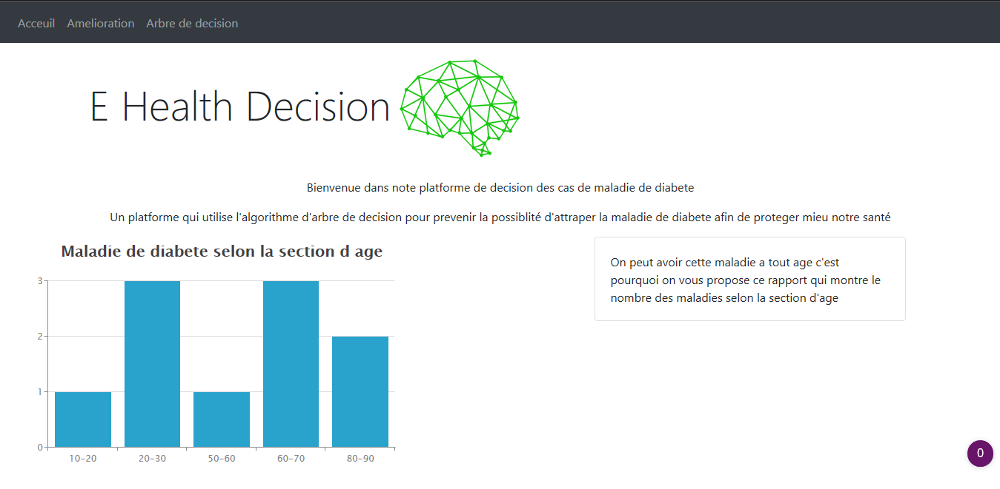 Acceuil Amelioration Arbre de decision
E Health Decision
Bienvenue dans note platforme de decision des cas de maladie de diabete
Un platforme qui utilise l'algorithme d'arbre de decision pour prevenir la possiblité d'attraper la maladie de diabete afin de proteger mieu notre santé
Maladie de diabete selon la section d age
3
2
1
0
10-20 20-30 50-60 60-70 80-90
On peut avoir cette maladie a tout age c'est
pourquoi on vous propose ce rapport qui montre le
nombre des maladies selon la section d'age
0